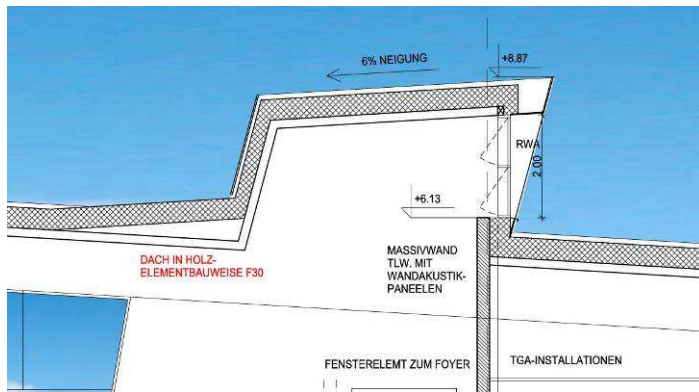 6% NEIGUNG
+8.87
RWA
2.00
+6.13
DACH IN HOLZ-
ELEMENTBAUWEISE F30
MASSIVWAND
TLW. MIT
WANDAKUSTIK-
PANEELEN
FENSTERELEMT ZUM FOYER
TGA-INSTALLATIONEN